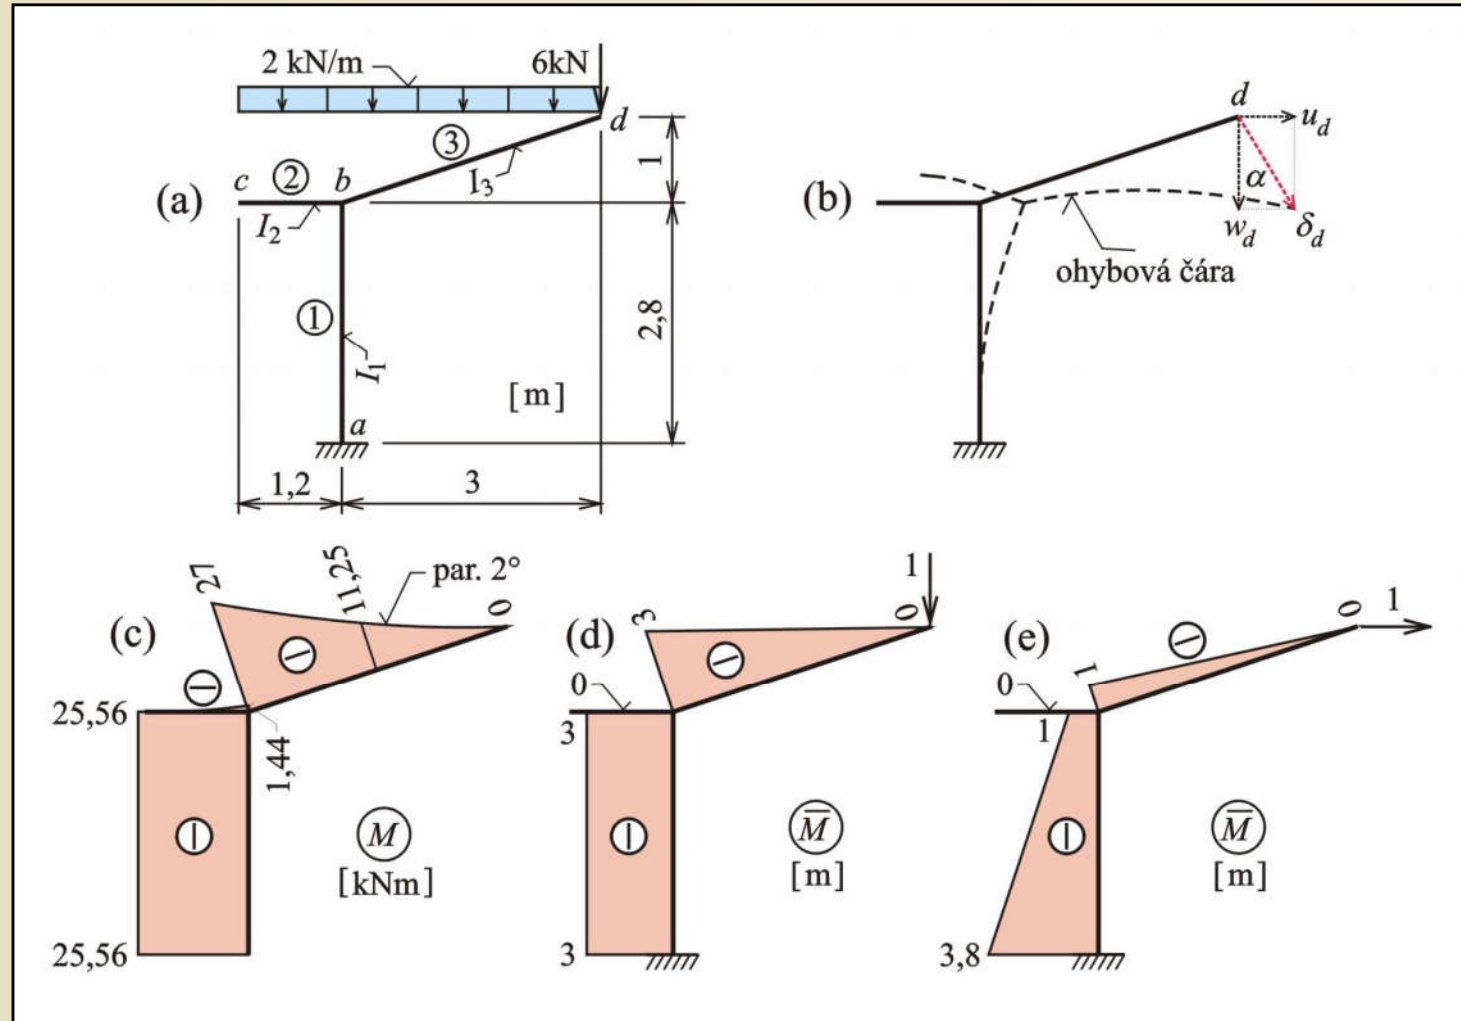 2 kN/m
6kN
d
3
1
(a)
c
2
b
I3
I2
1
2,8
I1
[m]
a
1,2
3
(b)
d
ud
α
wd
δd
ohybová čára
(c)
27
11,25
par. 2°
0
25,56
1,44
M
[kNm]
25,56
(d)
1
3
0
0
3
M̅
[m]
3
(e)
0
1
1
0
1
M̅
[m]
3,8